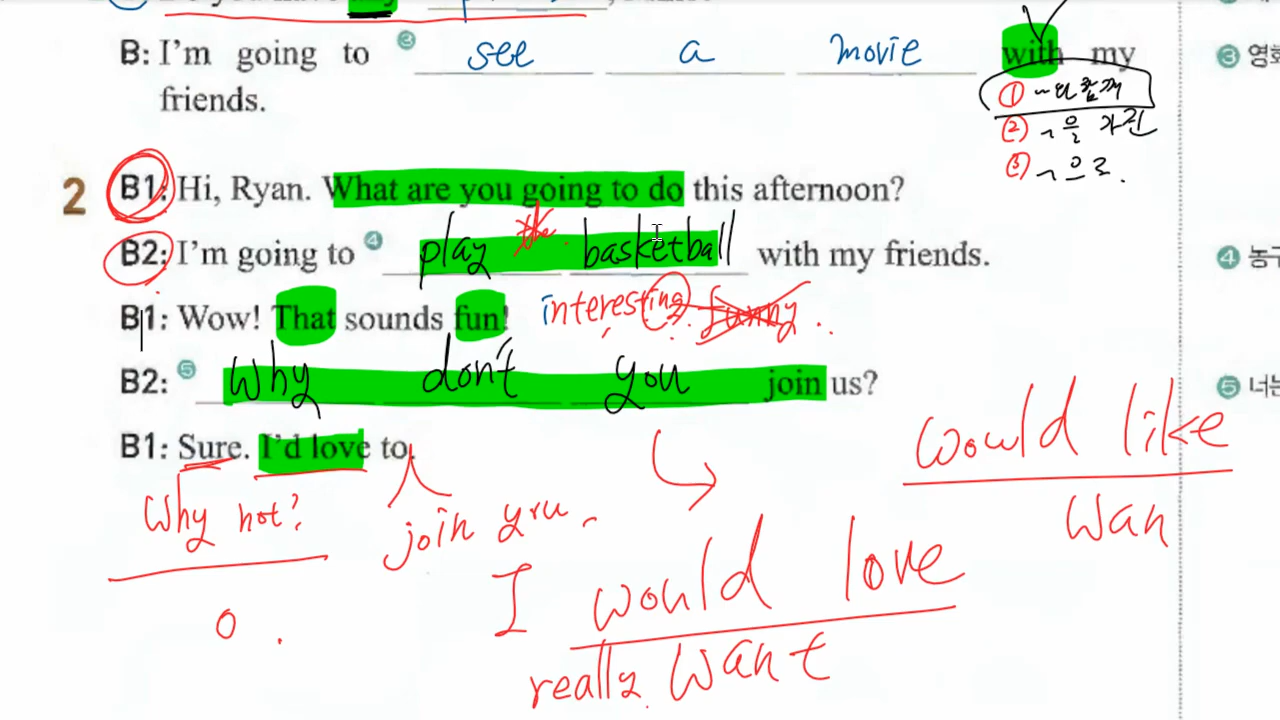 B: I'm going to ③ see a movie with my
friends.
① ~와 함께
② ~을 가진
③ ~으로.
③ 영화
2 B1: Hi, Ryan. What are you going to do this afternoon?
B2: I'm going to ④ play the basketball with my friends.
④ 농구
B1: Wow! That sounds fun! interesting funny
B2: ⑤ Why don't you join us?
⑤ 너는
B1: Sure. I'd love to.
would like
Wan
Why not?
join you.
I would love
really want